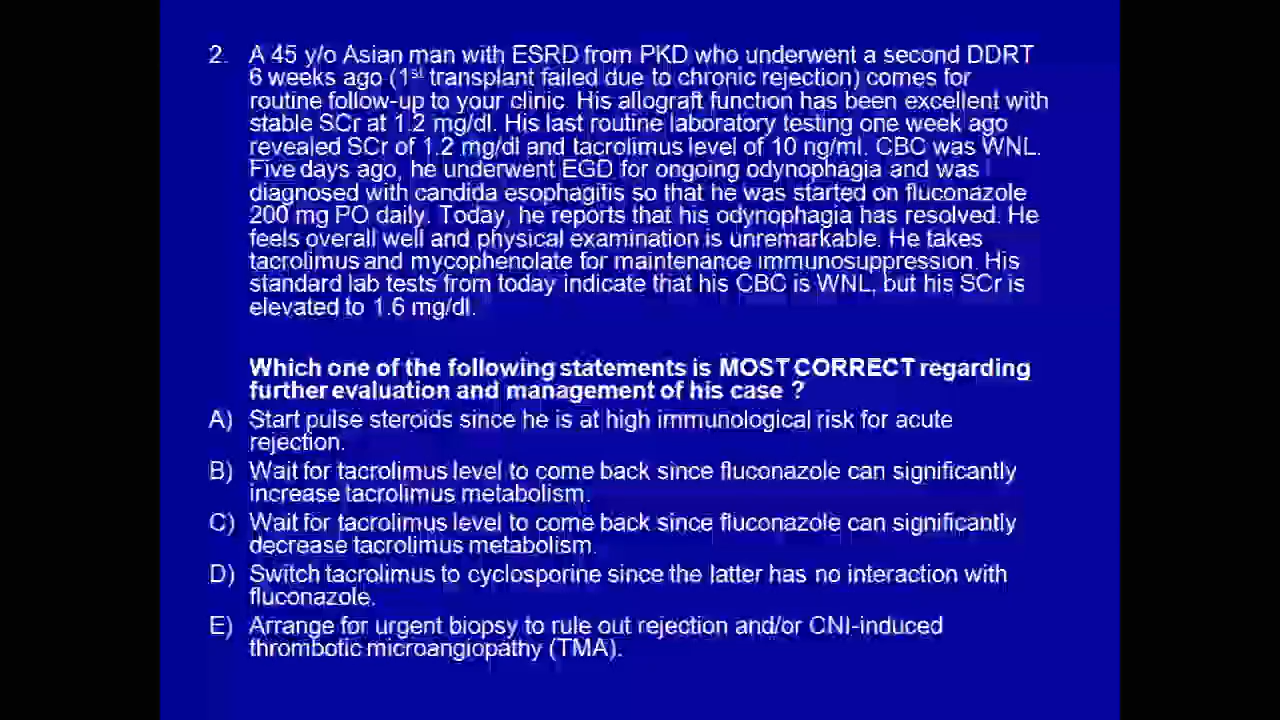 2. A 45 y/o Asian man with ESRD from PKD who underwent a second DDRT
6 weeks ago (1st transplant failed due to chronic rejection) comes for
routine follow-up to your clinic. His allograft function has been excellent with
stable SCr at 1.2 mg/dl. His last routine laboratory testing one week ago
revealed SCr of 1.2 mg/dl and tacrolimus level of 10 ng/ml. CBC was WNL.
Five days ago, he underwent EGD for ongoing odynophagia and was
diagnosed with candida esophagitis so that he was started on fluconazole
200 mg PO daily. Today, he reports that his odynophagia has resolved. He
feels overall well and physical examination is unremarkable. He takes
tacrolimus and mycophenolate for maintenance immunosuppression. His
standard lab tests from today indicate that his CBC is WNL, but his SCr is
elevated to 1.6 mg/dl.
Which one of the following statements is MOST CORRECT regarding
further evaluation and management of his case ?
A) Start pulse steroids since he is at high immunological risk for acute
rejection.
B) Wait for tacrolimus level to come back since fluconazole can significantly
increase tacrolimus metabolism.
C) Wait for tacrolimus level to come back since fluconazole can significantly
decrease tacrolimus metabolism.
D) Switch tacrolimus to cyclosporine since the latter has no interaction with
fluconazole.
E) Arrange for urgent biopsy to rule out rejection and/or CNI-induced
thrombotic microangiopathy (TMA).